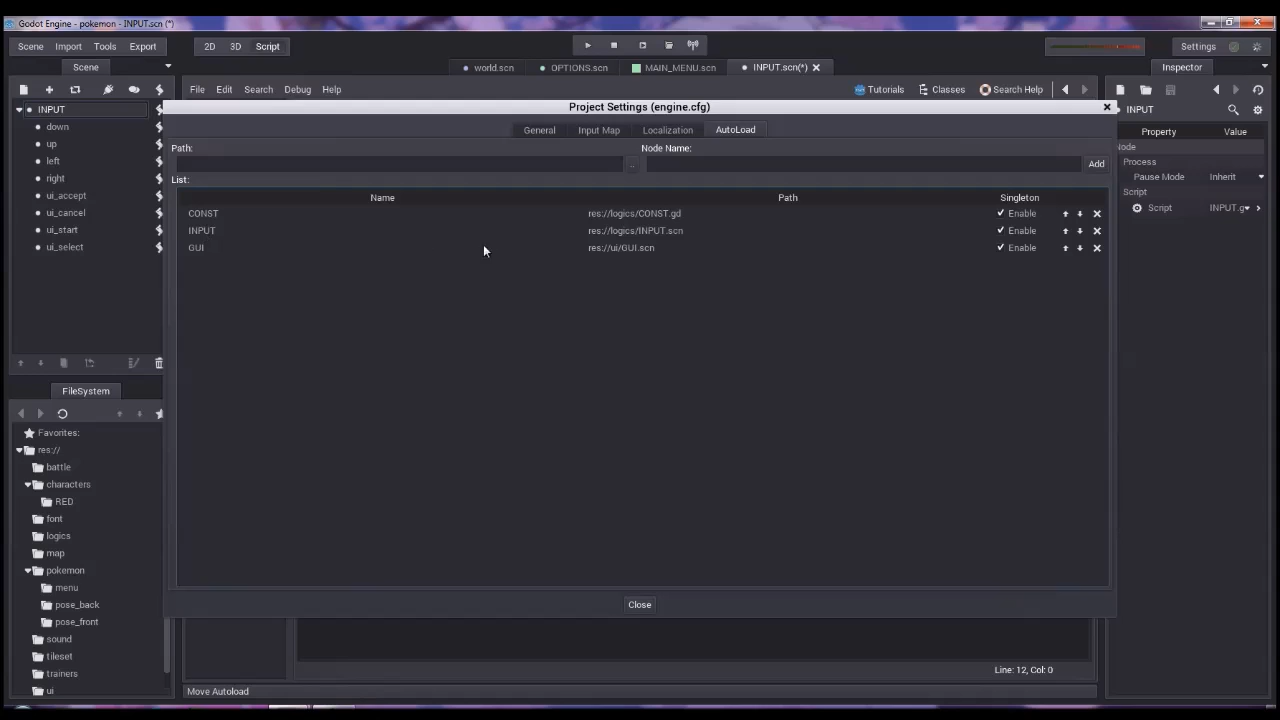 Godot Engine - pokemon - INPUT.scn (*)
Scene Import Tools Export 2D 3D Script Settings
Scene world.scn OPTIONS.scn MAIN_MENU.scn INPUT.scn(*) Inspector
File Edit Search Debug Help Tutorials Classes Search Help
Project Settings (engine.cfg)
INPUT
down
up
left
right
ui_accept
ui_cancel
ui_start
ui_select
General Input Map Localization AutoLoad
Path: Node Name:
.. Add
List:
Name Path Singleton
CONST res://logics/CONST.gd Enable
INPUT res://logics/INPUT.scn Enable
GUI res://ui/GUI.scn Enable
Close
INPUT
Property Value
Node
Process
Pause Mode Inherit
Script
Script INPUT.g
FileSystem
Favorites:
res://
battle
characters
RED
font
logics
map
pokemon
menu
pose_back
pose_front
sound
tileset
trainers
ui
Line: 12, Col: 0
Move Autoload